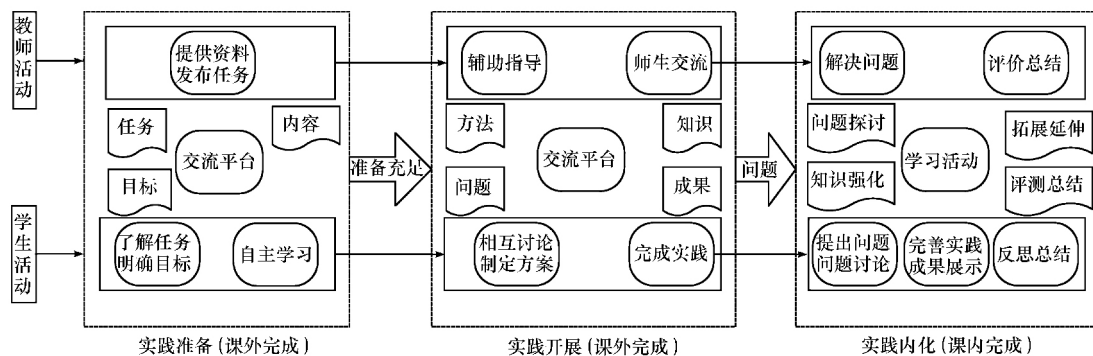 教师活动
提供资料
发布任务
任务
内容
交流平台
目标
了解任务
明确目标
自主学习
学生活动
实践准备(课外完成)
准备充足
辅助指导
师生交流
方法
知识
交流平台
问题
成果
相互讨论
制定方案
完成实践
实践开展(课外完成)
问题
解决问题
评价总结
问题探讨
拓展延伸
学习活动
知识强化
评测总结
提出问题
问题讨论
完善实践
成果展示
反思总结
实践内化(课内完成)